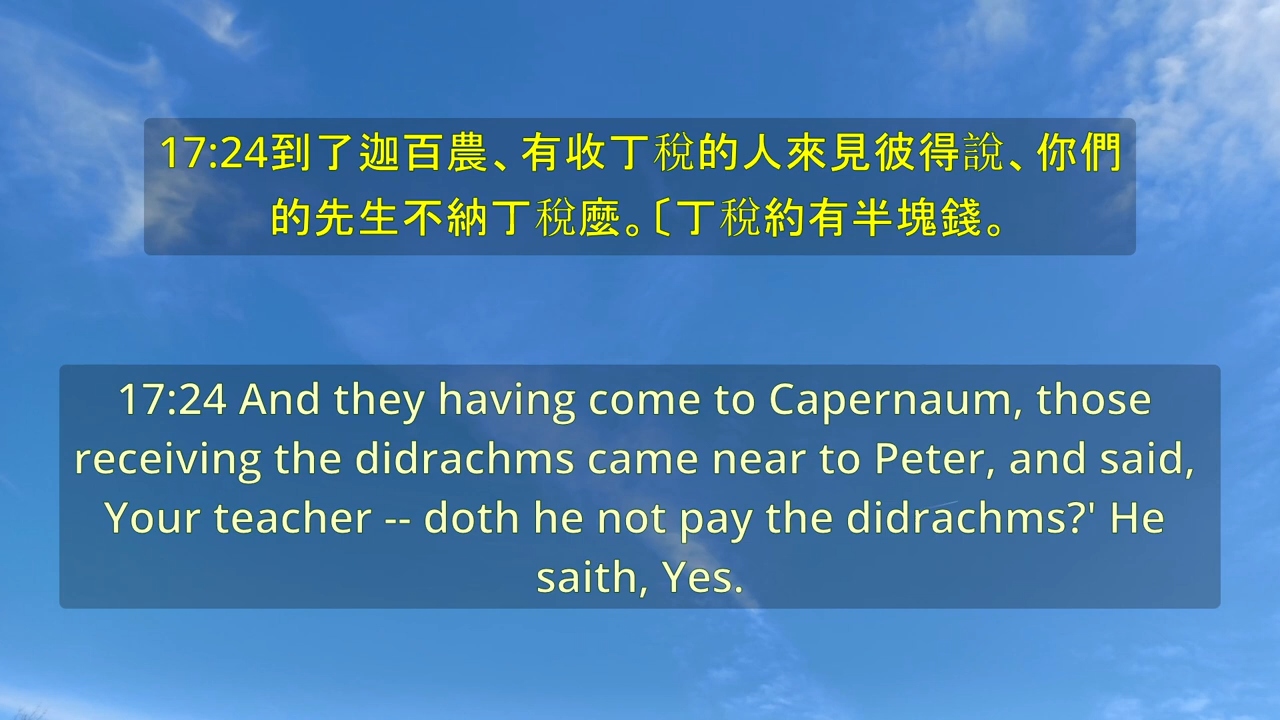 17:24到了迦百農、有收丁稅的人來見彼得說、你們
的先生不納丁稅麼。〔丁稅約有半塊錢。
17:24 And they having come to Capernaum, those
receiving the didrachms came near to Peter, and said,
Your teacher -- doth he not pay the didrachms?' He
saith, Yes.